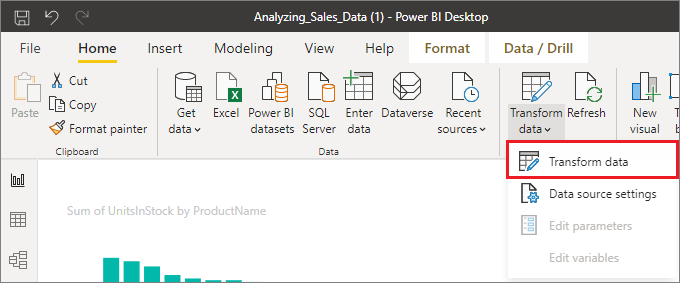 Analyzing_Sales_Data (1) - Power BI Desktop
File Home Insert Modeling View Help Format Data / Drill
Paste
Cut
Copy
Format painter
Clipboard
Get
data
Excel
Power BI
datasets
SQL
Server
Enter
data
Dataverse
Recent
sources
Data
Transform
data
Refresh
New
visual
Transform data
Data source settings
Edit parameters
Edit variables
Sum of UnitsInStock by ProductName